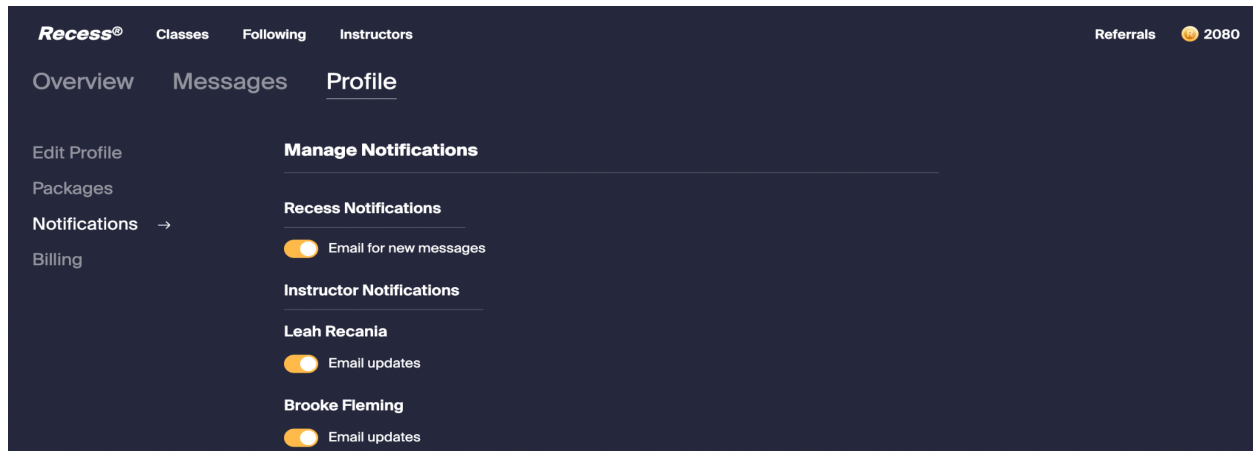 Recess® Classes Following Instructors Referrals 2080
Overview Messages Profile
Edit Profile
Packages
Notifications →
Billing
Manage Notifications
Recess Notifications
Email for new messages
Instructor Notifications
Leah Recania
Email updates
Brooke Fleming
Email updates